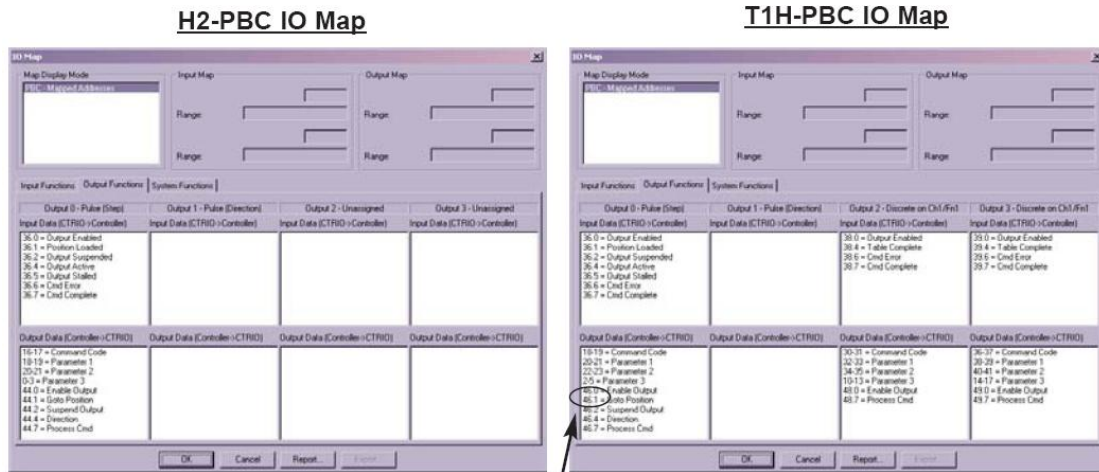 H2-PBC IO Map
IO Map
Map Display Mode
PBC - Mapped Addresses
Input Map
Range:
Range:
Output Map
Range:
Range:
Input Functions Output Functions System Functions
Output 0 - Pulse (Step)
Input Data (CTRIO->Controller)
36.0 = Output Enabled
36.1 = Position Loaded
36.2 = Output Suspended
36.4 = Output Active
36.5 = Output Stalled
36.6 = Cmd Error
36.7 = Cmd Complete
Output Data (Controller->CTRIO)
16-17 = Command Code
18-19 = Parameter 1
20-21 = Parameter 2
0-3 = Parameter 3
44.0 = Enable Output
44.1 = Goto Position
44.2 = Suspend Output
44.4 = Direction
44.7 = Process Cmd
Output 1 - Pulse (Direction)
Input Data (CTRIO->Controller)
Output Data (Controller->CTRIO)
Output 2 - Unassigned
Input Data (CTRIO->Controller)
Output Data (Controller->CTRIO)
Output 3 - Unassigned
Input Data (CTRIO->Controller)
Output Data (Controller->CTRIO)
OK Cancel Report... Export...
T1H-PBC IO Map
IO Map
Map Display Mode
PBC - Mapped Addresses
Input Map
Range:
Range:
Output Map
Range:
Range:
Input Functions Output Functions System Functions
Output 0 - Pulse (Step)
Input Data (CTRIO->Controller)
36.0 = Output Enabled
36.1 = Position Loaded
36.2 = Output Suspended
36.4 = Output Active
36.5 = Output Stalled
36.6 = Cmd Error
36.7 = Cmd Complete
Output Data (Controller->CTRIO)
18-19 = Command Code
20-21 = Parameter 1
22-23 = Parameter 2
2-5 = Parameter 3
46.0 = Enable Output
46.1 = Goto Position
46.2 = Suspend Output
46.4 = Direction
46.7 = Process Cmd
Output 1 - Pulse (Direction)
Input Data (CTRIO->Controller)
Output Data (Controller->CTRIO)
Output 2 - Discrete on Ch1/Fn1
Input Data (CTRIO->Controller)
38.0 = Output Enabled
38.4 = Table Complete
38.6 = Cmd Error
38.7 = Cmd Complete
Output Data (Controller->CTRIO)
30-31 = Command Code
32-33 = Parameter 1
34-35 = Parameter 2
10-13 = Parameter 3
48.0 = Enable Output
48.7 = Process Cmd
Output 3 - Discrete on Ch1/Fn1
Input Data (CTRIO->Controller)
39.0 = Output Enabled
39.4 = Table Complete
39.6 = Cmd Error
39.7 = Cmd Complete
Output Data (Controller->CTRIO)
36-37 = Command Code
38-39 = Parameter 1
40-41 = Parameter 2
14-17 = Parameter 3
49.0 = Enable Output
49.7 = Process Cmd
OK Cancel Report... Export...